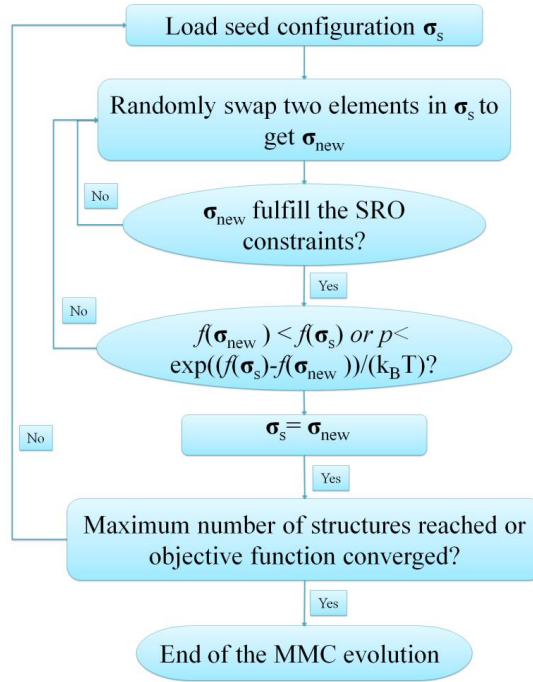 Load seed configuration σs
Randomly swap two elements in σs to
get σnew
No
σnew fulfill the SRO
constraints?
Yes
No
f(σnew ) < f(σs) or p<
exp((f(σs)-f(σnew ))/(kBT)?
σs= σnew
No
Yes
Maximum number of structures reached or
objective function converged?
Yes
End of the MMC evolution